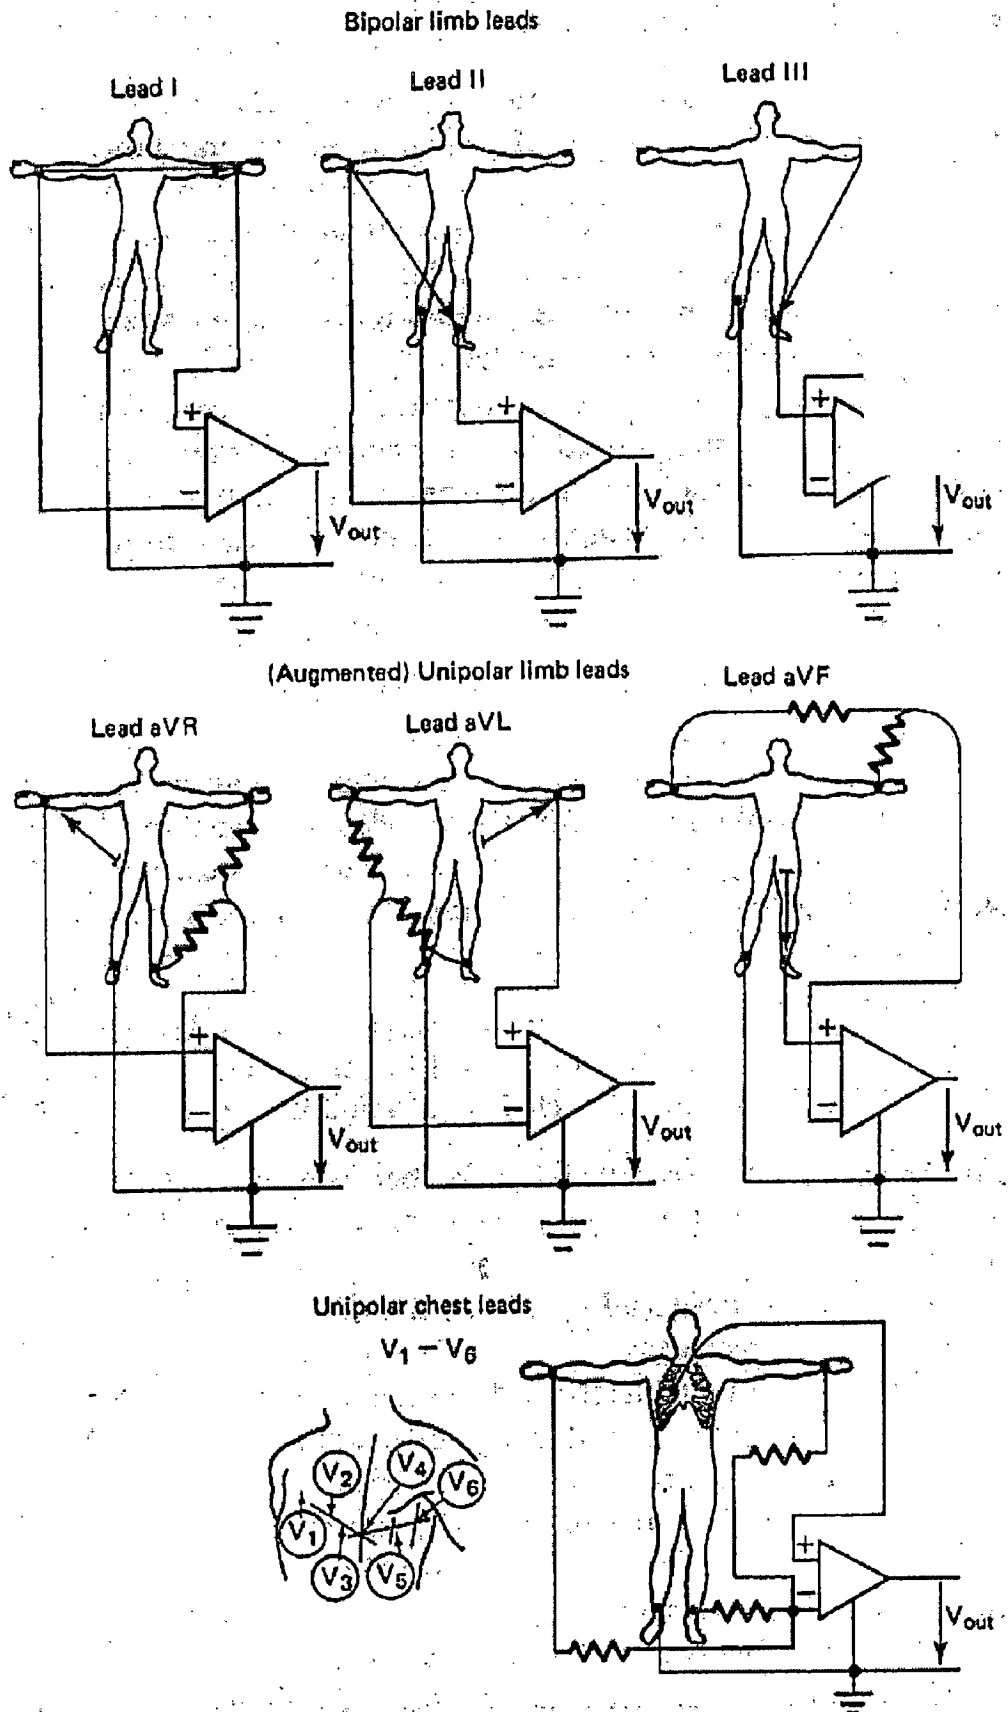 Bipolar limb leads
Lead I
Lead II
Lead III
+
−
Vout
+
−
Vout
+
−
Vout
(Augmented) Unipolar limb leads
Lead aVR
Lead aVL
Lead aVF
+
−
Vout
+
−
Vout
+
−
Vout
Unipolar chest leads
V1 − V6
V1
V2
V3
V4
V5
V6
+
−
Vout